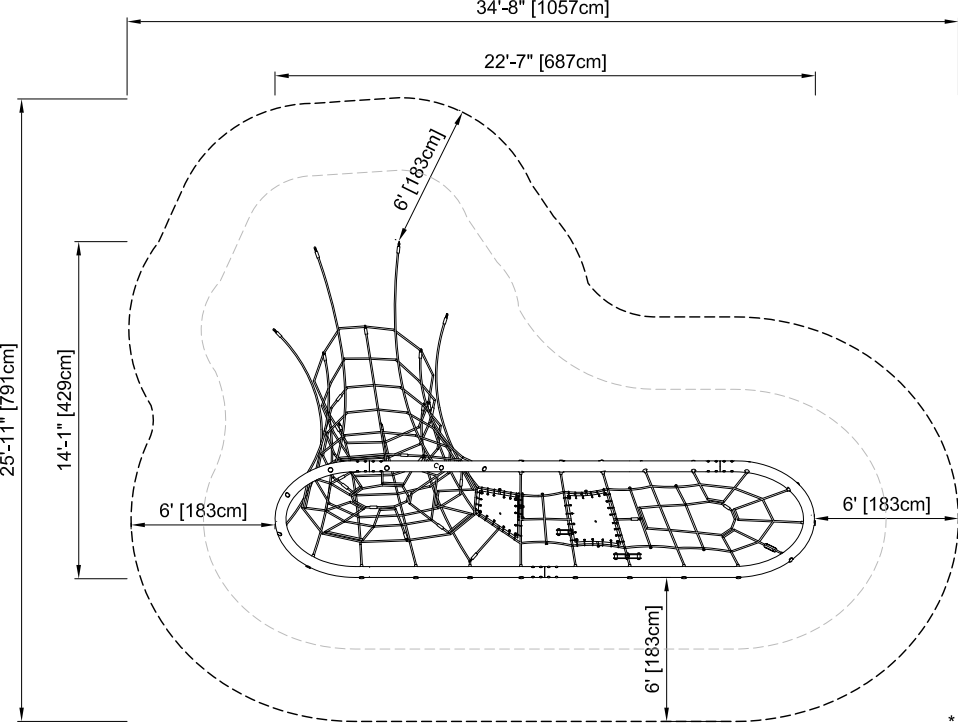 34'-8" [1057cm]
22'-7" [687cm]
6' [183cm]
25'-11" [791cm]
14'-1" [429cm]
6' [183cm]
6' [183cm]
6' [183cm]
*